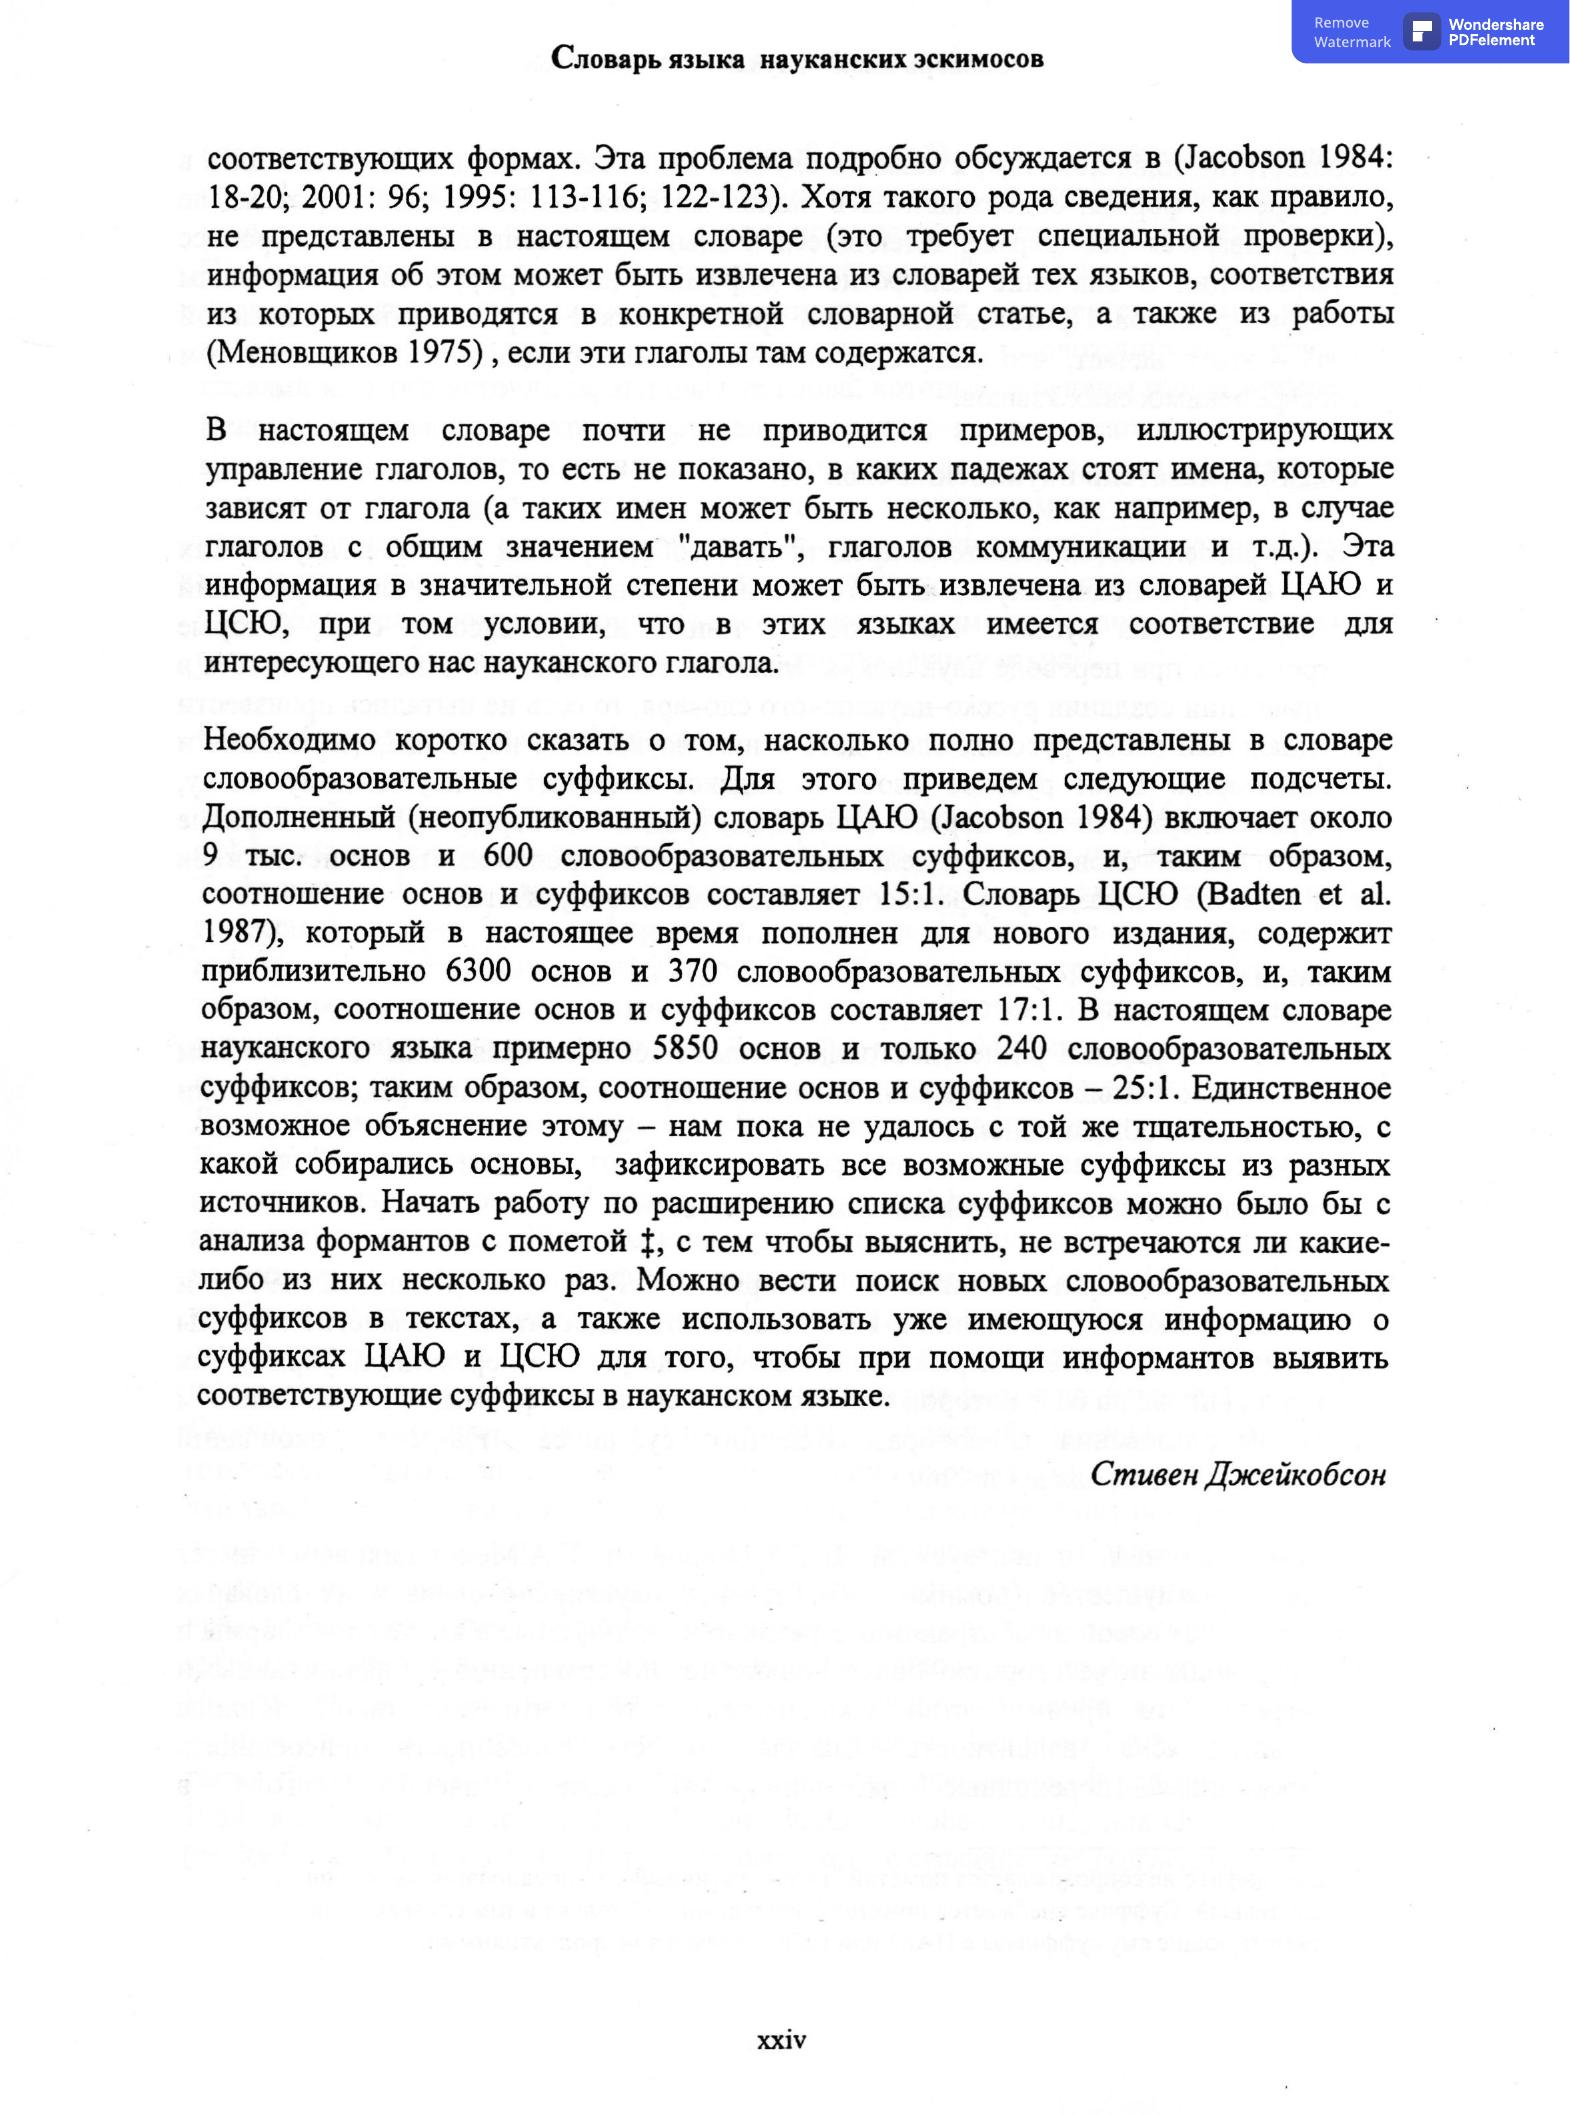 Remove
Watermark
Wondershare
PDFelement
Словарь языка науканских эскимосов
соответствующих формах. Эта проблема подробно обсуждается в (Jacobson 1984:
18-20; 2001: 96; 1995: 113-116; 122-123). Хотя такого рода сведения, как правило,
не представлены в настоящем словаре (это требует специальной проверки),
информация об этом может быть извлечена из словарей тех языков, соответствия
из которых приводятся в конкретной словарной статье, а также из работы
(Меновщиков 1975) , если эти глаголы там содержатся.
В настоящем словаре почти не приводится примеров, иллюстрирующих
управление глаголов, то есть не показано, в каких падежах стоят имена, которые
зависят от глагола (а таких имен может быть несколько, как например, в случае
глаголов с общим значением "давать", глаголов коммуникации и т.д.). Эта
информация в значительной степени может быть извлечена из словарей ЦАЮ и
ЦСЮ, при том условии, что в этих языках имеется соответствие для
интересующего нас науканского глагола.
Необходимо коротко сказать о том, насколько полно представлены в словаре
словообразовательные суффиксы. Для этого приведем следующие подсчеты.
Дополненный (неопубликованный) словарь ЦАЮ (Jacobson 1984) включает около
9 тыс. основ и 600 словообразовательных суффиксов, и, таким образом,
соотношение основ и суффиксов составляет 15:1. Словарь ЦСЮ (Badten et al.
1987), который в настоящее время пополнен для нового издания, содержит
приблизительно 6300 основ и 370 словообразовательных суффиксов, и, таким
образом, соотношение основ и суффиксов составляет 17:1. В настоящем словаре
науканского языка примерно 5850 основ и только 240 словообразовательных
суффиксов; таким образом, соотношение основ и суффиксов – 25:1. Единственное
возможное объяснение этому – нам пока не удалось с той же тщательностью, с
какой собирались основы, зафиксировать все возможные суффиксы из разных
источников. Начать работу по расширению списка суффиксов можно было бы с
анализа формантов с пометой ‡, с тем чтобы выяснить, не встречаются ли какие-
либо из них несколько раз. Можно вести поиск новых словообразовательных
суффиксов в текстах, а также использовать уже имеющуюся информацию о
суффиксах ЦАЮ и ЦСЮ для того, чтобы при помощи информантов выявить
соответствующие суффиксы в науканском языке.
Стивен Джейкобсон
xxiv